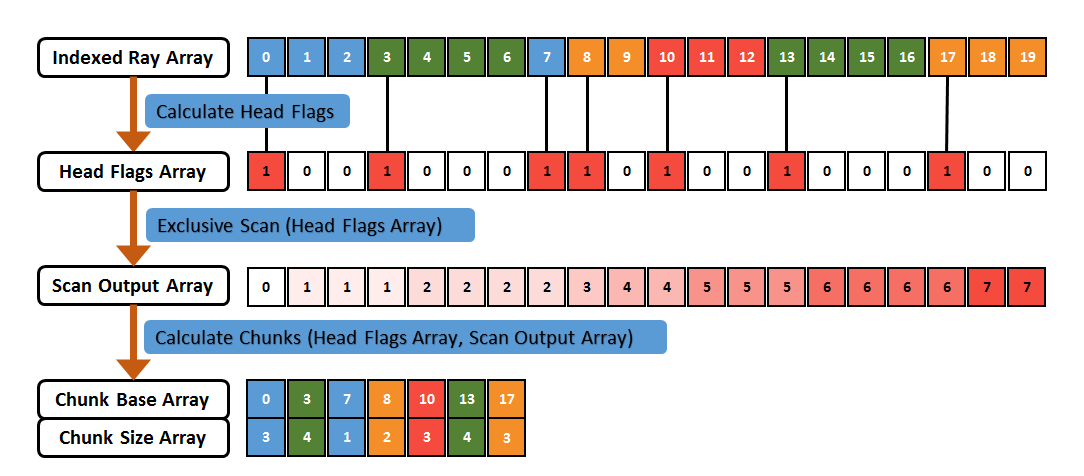 Indexed Ray Array 0 1 2 3 4 5 6 7 8 9 10 11 12 13 14 15 16 17 18 19
Calculate Head Flags
Head Flags Array 1 0 0 1 0 0 0 1 1 0 1 0 0 1 0 0 0 1 0 0
Exclusive Scan (Head Flags Array)
Scan Output Array 0 1 1 1 2 2 2 2 3 4 4 5 5 5 6 6 6 6 7 7
Calculate Chunks (Head Flags Array, Scan Output Array)
Chunk Base Array 0 3 7 8 10 13 17
Chunk Size Array 3 4 1 2 3 4 3